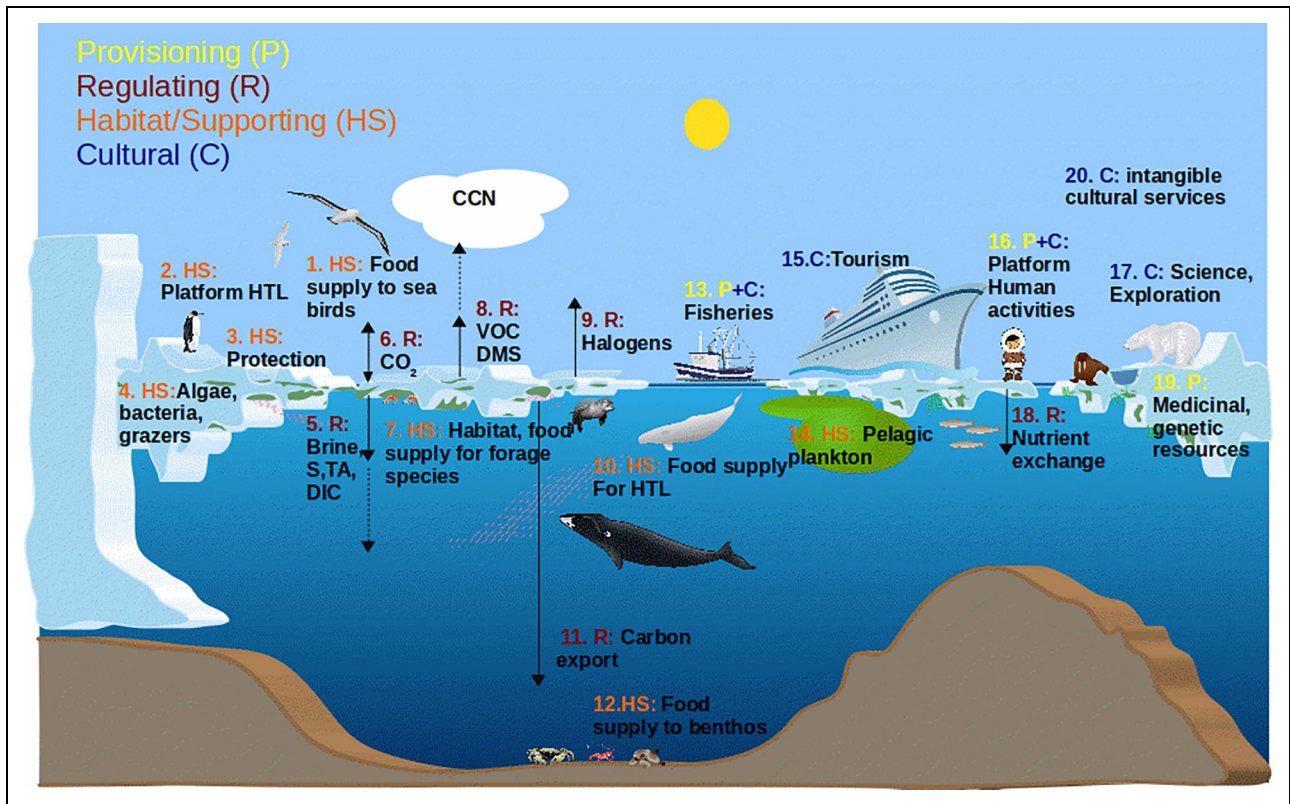 Provisioning (P)
Regulating (R)
Habitat/Supporting (HS)
Cultural (C)
CCN
20. C: intangible
cultural services
2. HS:
Platform HTL
1. HS: Food
supply to sea
birds
3. HS:
Protection
4. HS:Algae,
bacteria,
grazers
6. R:
CO₂
8. R:
VOC
DMS
9. R:
Halogens
13. P+C:
Fisheries
15.C:Tourism
16. P+C:
Platform
Human
activities
17. C: Science,
Exploration
5. R:
Brine,
S,TA,
DIC
7. HS: Habitat, food
supply for forage
species
10. HS: Food supply
For HTL
14. HS: Pelagic
plankton
18. R:
Nutrient
exchange
19. P:
Medicinal,
genetic
resources
11. R: Carbon
export
12.HS: Food
supply to benthos